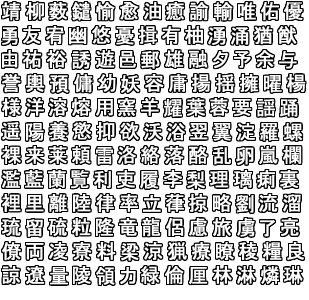 靖柳薮鑓愉愈油癒諭輸唯佑優
勇友宥幽悠憂揖有柚湧涌猶猷
由祐裕誘遊邑郵雄融夕予余与
誉輿預傭幼妖容庸揚揺擁曜楊
様洋溶熔用窯羊耀葉蓉要謡踊
遥陽養慾抑欲沃浴翌翼淀羅螺
裸来莱頼雷洛絡落酪乱卵嵐欄
濫藍蘭覧利吏履李梨理璃痢裏
裡里離陸律率立葎掠略劉流溜
琉留硫粒隆竜龍侶慮旅虜了亮
僚両凌寮料梁涼猟療瞭稜糧良
諒遼量陵領力緑倫厘林淋燐琳